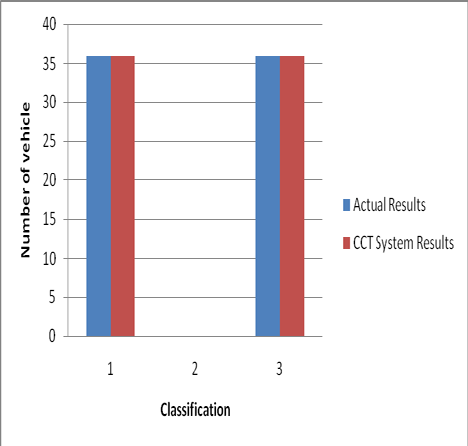 40
35
30
25
20
15
10
5
0
Number of vehicle
1 2 3
Classification
Actual Results
CCT System Results